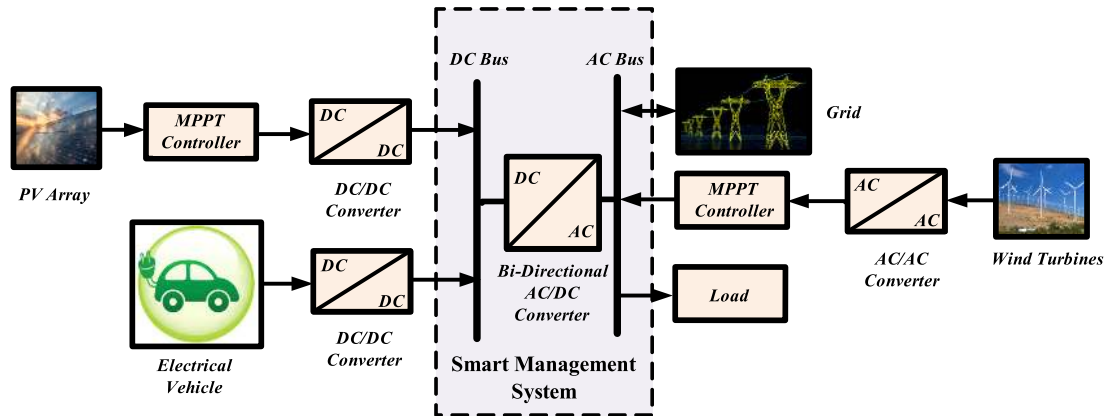 DC Bus
AC Bus
MPPT
Controller
DC
DC
PV Array
DC/DC
Converter
DC
AC
Bi-Directional
AC/DC
Converter
Grid
MPPT
Controller
AC
AC
AC/AC
Converter
Wind Turbines
DC
DC
DC/DC
Converter
Electrical
Vehicle
Load
Smart Management
System